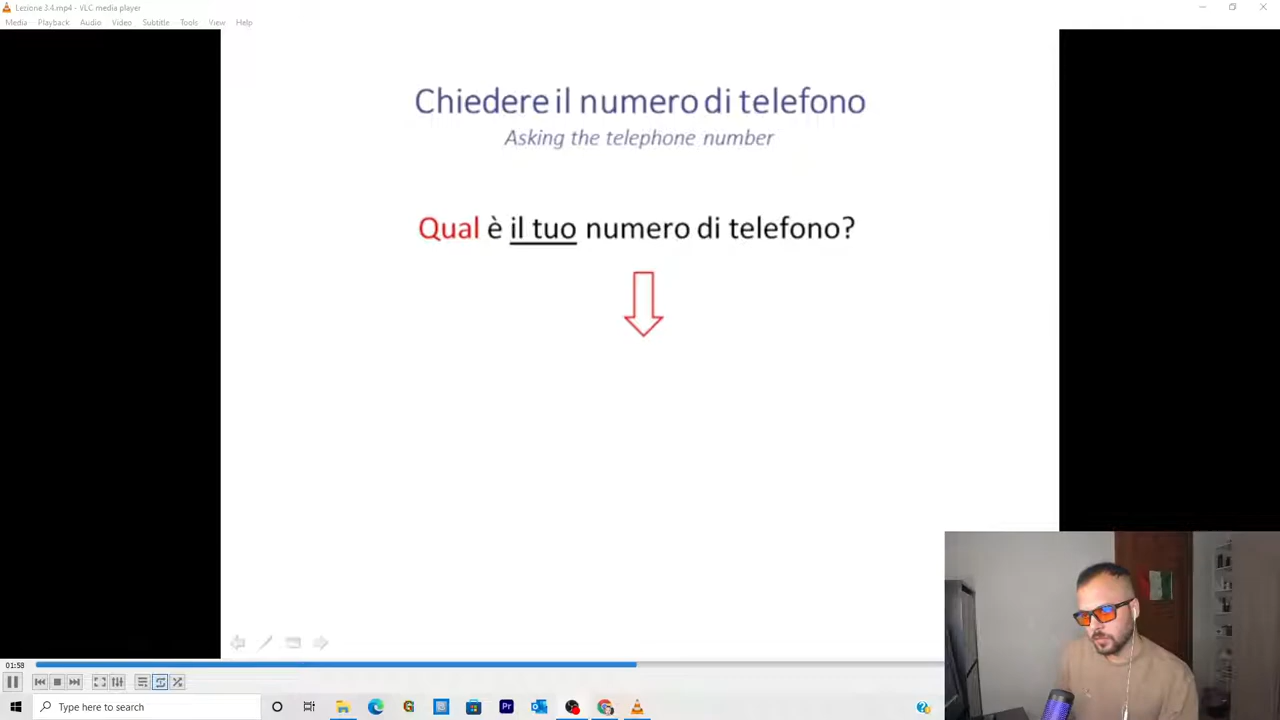 Lezione 3.4.mp4 - VLC media player
Media Playback Audio Video Subtitle Tools View Help
Chiedere il numero di telefono
Asking the telephone number
Qual è il tuo numero di telefono?
01:58
Type here to search
Pr